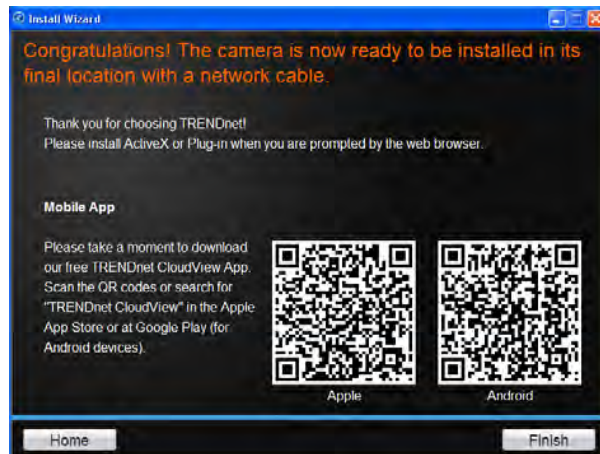 Install Wizard
Congratulations! The camera is now ready to be installed in its
final location with a network cable.
Thank you for choosing TRENDnet!
Please install ActiveX or Plug-in when you are prompted by the web browser.
Mobile App
Please take a moment to download
our free TRENDnet CloudView App.
Scan the QR codes or search for
"TRENDnet CloudView" in the Apple
App Store or at Google Play (for
Android devices).
Apple
Android
Home
Finish